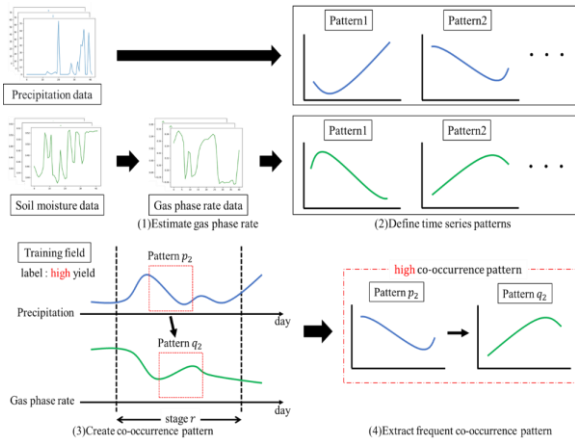 Precipitation data
Pattern1
Pattern2
• • •
Soil moisture data
Gas phase rate data
(1)Estimate gas phase rate
Pattern1
Pattern2
• • •
(2)Define time series patterns
Training field
label : high yield
Pattern p₂
Precipitation
day
Pattern q₂
Gas phase rate
day
stage r
(3)Create co-occurrence pattern
high co-occurrence pattern
Pattern p₂
Pattern q₂
(4)Extract frequent co-occurrence pattern